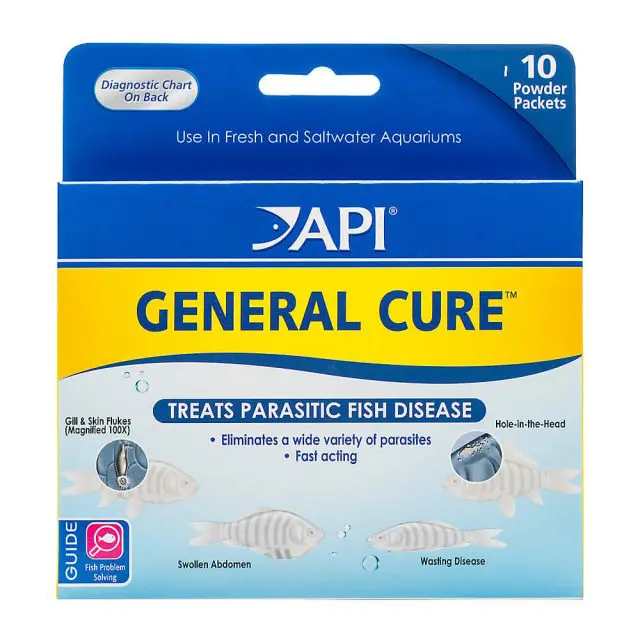 Diagnostic Chart
On Back
10
Powder
Packets
Use In Fresh and Saltwater Aquariums
API®
GENERAL CURE™
TREATS PARASITIC FISH DISEASE
• Eliminates a wide variety of parasites
• Fast acting
Gill & Skin Flukes
(Magnified 100X)
Hole-in-the-Head
Swollen Abdomen
Wasting Disease
GUIDE
Fish Problem
Solving